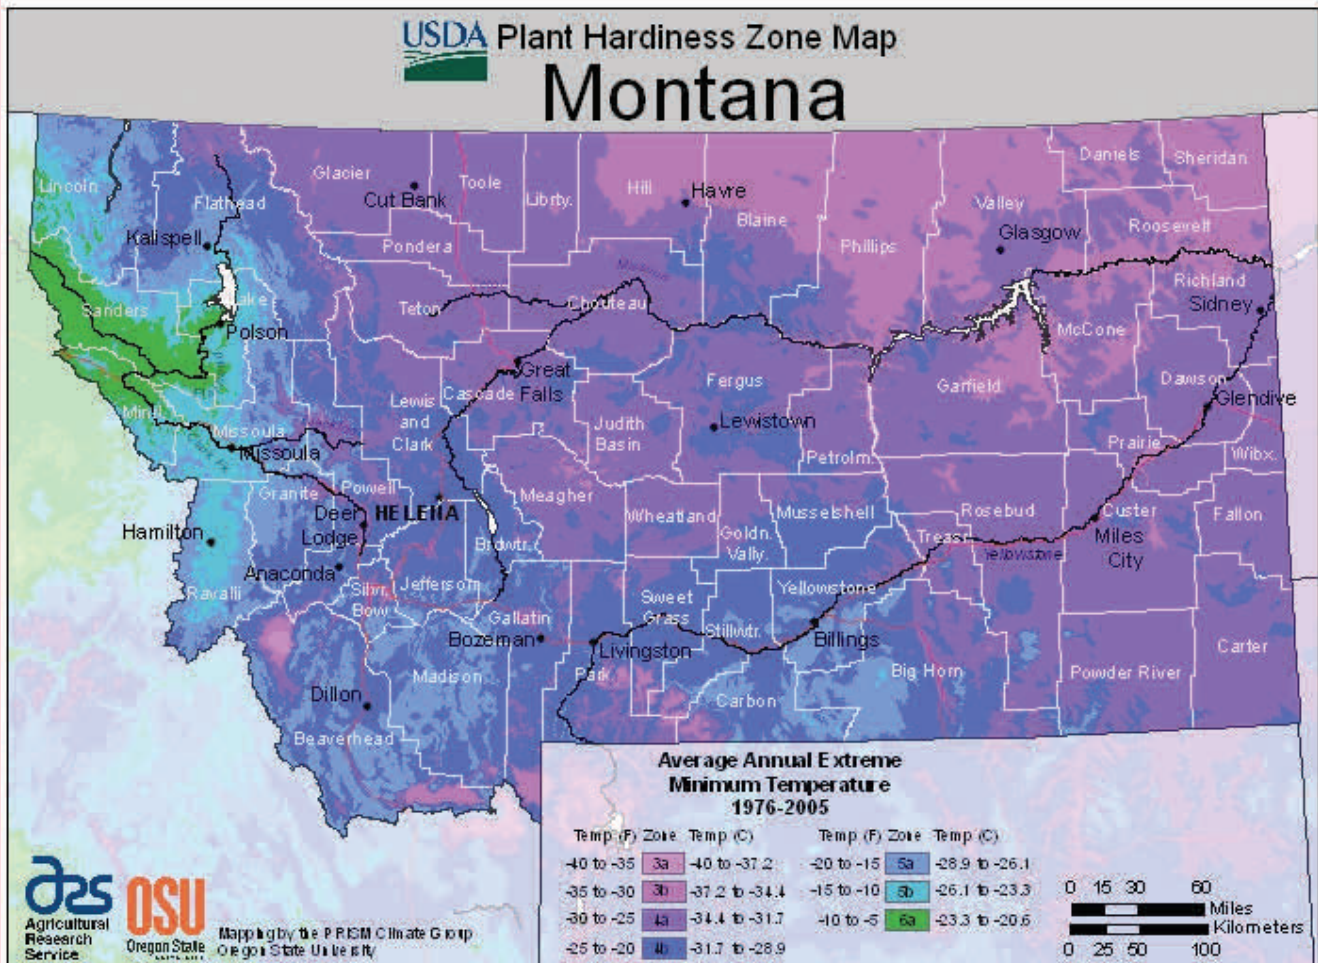 USDA Plant Hardiness Zone Map
Montana
Lincoln
Flathead
Glacier
Cut Bank
Toole
Librty.
Hill
Havre
Blaine
Phillips
Valley
Glasgow
Daniels
Sheridan
Roosevelt
Richland
Sidney
Kalispell
Pondera
Teton
Chouteau
Missouri
McCone
Sanders
Lake
Polson
Great Falls
Cascade
Lewis and Clark
Judith Basin
Fergus
Lewistown
Petrolm.
Garfield
Dawson
Glendive
Prairie
Wibx.
Minrl.
Missoula
Missoula
Powell
Granite
Deer Lodge
HELENA
Meagher
Wheatland
Goldn. Vally.
Musselshell
Rosebud
Treasr.
Yellowstone
Custer
Miles City
Fallon
Hamilton
Ravalli
Anaconda
Silvr. Bow
Jefferson
Brdwtr.
Gallatin
Bozeman
Livingston
Park
Sweet Grass
Stillwtr.
Yellowstone
Billings
Big Horn
Carbon
Powder River
Carter
Madison
Dillon
Beaverhead
Average Annual Extreme
Minimum Temperature
1976-2005
Temp (F) Zone Temp (C) Temp (F) Zone Temp (C)
-40 to -35 3a -40 to -37.2 -20 to -15 5a -28.9 to -26.1
-35 to -30 3b -37.2 to -34.4 -15 to -10 5b -26.1 to -23.3
-30 to -25 4a -34.4 to -31.7 -10 to -5 6a -23.3 to -20.6
-25 to -20 4b -31.7 to -28.9
0 15 30 60
Miles
Kilometers
0 25 50 100
ars
Agricultural
Research
Service
OSU
Oregon State
UNIVERSITY
Mapping by the PRISM Climate Group
Oregon State University